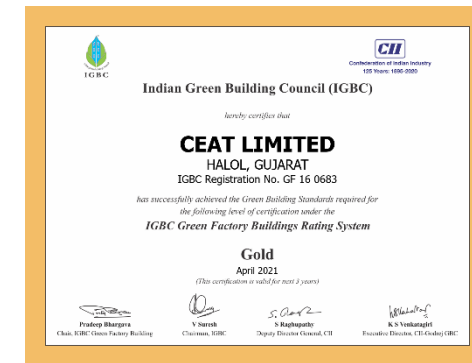 IGBC
CII
Confederation of Indian Industry
125 Years: 1895-2020
Indian Green Building Council (IGBC)
hereby certifies that
CEAT LIMITED
HALOL, GUJARAT
IGBC Registration No. GF 16 0683
has successfully achieved the Green Building Standards required for
the following level of certification under the
IGBC Green Factory Buildings Rating System
Gold
April 2021
(This certification is valid for next 3 years)
Pradeep Bhargava
Chair, IGBC Green Factory Building
V Suresh
Chairman, IGBC
S Raghupathy
Deputy Director General, CII
K S Venkatagiri
Executive Director, CII-Godrej GBC